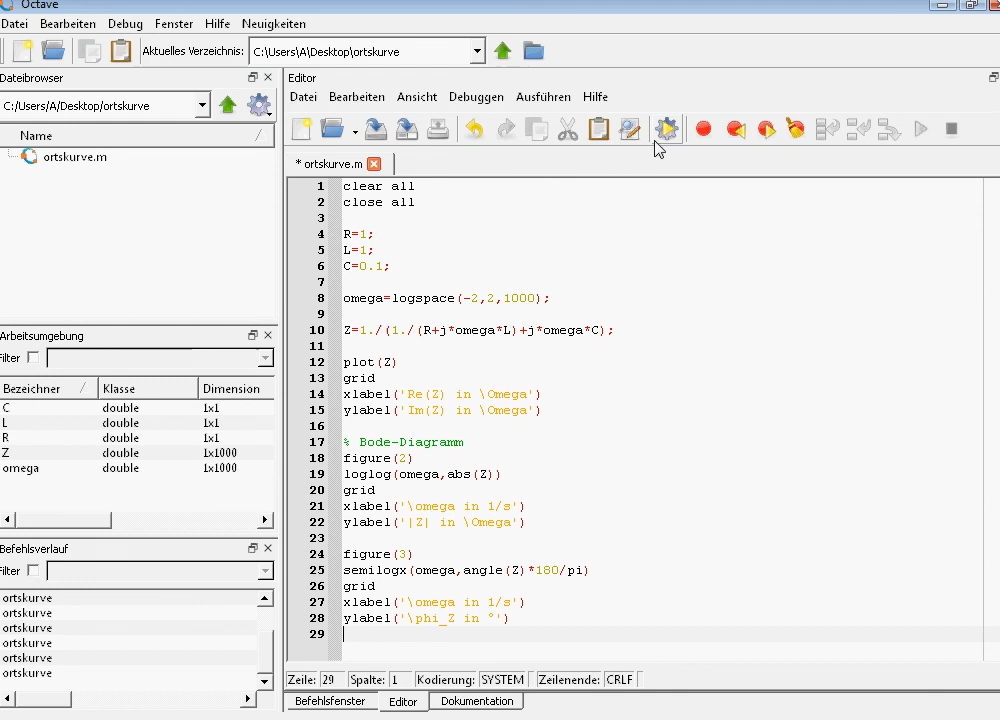 Octave
Datei Bearbeiten Debug Fenster Hilfe Neuigkeiten
Aktuelles Verzeichnis: C:\Users\A\Desktop\ortskurve
Dateibrowser
C:/Users/A/Desktop/ortskurve
Name
ortskurve.m
Arbeitsumgebung
Filter
Bezeichner Klasse Dimension
C double 1x1
L double 1x1
R double 1x1
Z double 1x1000
omega double 1x1000
Befehlsverlauf
Filter
ortskurve
ortskurve
ortskurve
ortskurve
ortskurve
ortskurve
Editor
Datei Bearbeiten Ansicht Debuggen Ausführen Hilfe
* ortskurve.m
1 clear all
2 close all
3
4 R=1;
5 L=1;
6 C=0.1;
7
8 omega=logspace(-2,2,1000);
9
10 Z=1./(1./(R+j*omega*L)+j*omega*C);
11
12 plot(Z)
13 grid
14 xlabel('Re(Z) in \Omega')
15 ylabel('Im(Z) in \Omega')
16
17 % Bode-Diagramm
18 figure(2)
19 loglog(omega,abs(Z))
20 grid
21 xlabel('\omega in 1/s')
22 ylabel('|Z| in \Omega')
23
24 figure(3)
25 semilogx(omega,angle(Z)*180/pi)
26 grid
27 xlabel('\omega in 1/s')
28 ylabel('\phi_Z in °')
29
Zeile: 29 Spalte: 1 Kodierung: SYSTEM Zeilenende: CRLF
Befehlsfenster Editor Dokumentation